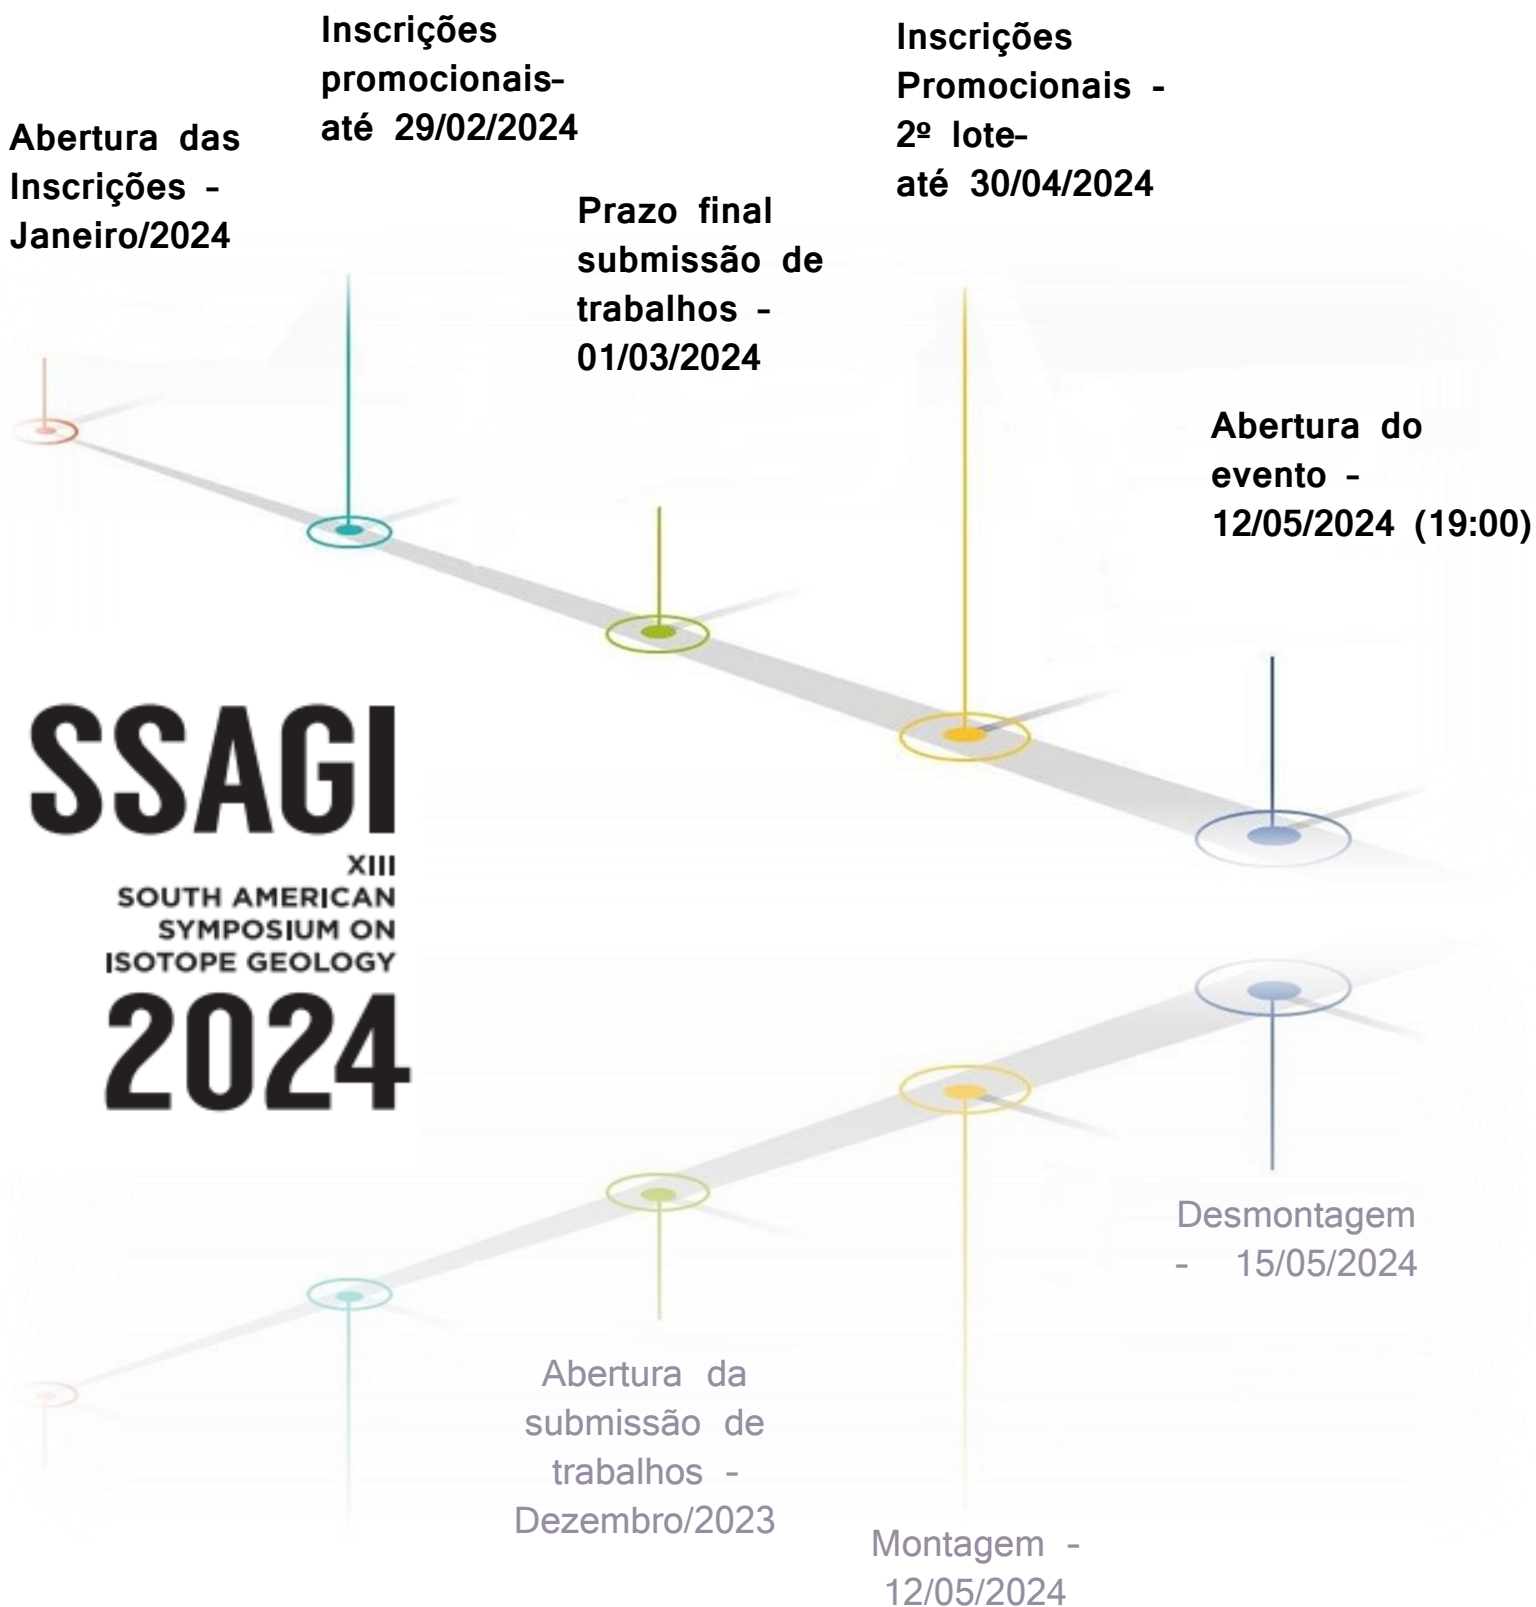 Abertura das
Inscrições -
Janeiro/2024
Inscrições
promocionais-
até 29/02/2024
Prazo final
submissão de
trabalhos -
01/03/2024
Inscrições
Promocionais -
2º lote-
até 30/04/2024
Abertura do
evento -
12/05/2024 (19:00)
SSAGI
XIII
SOUTH AMERICAN
SYMPOSIUM ON
ISOTOPE GEOLOGY
2024
Abertura da
submissão de
trabalhos -
Dezembro/2023
Montagem -
12/05/2024
Desmontagem
- 15/05/2024